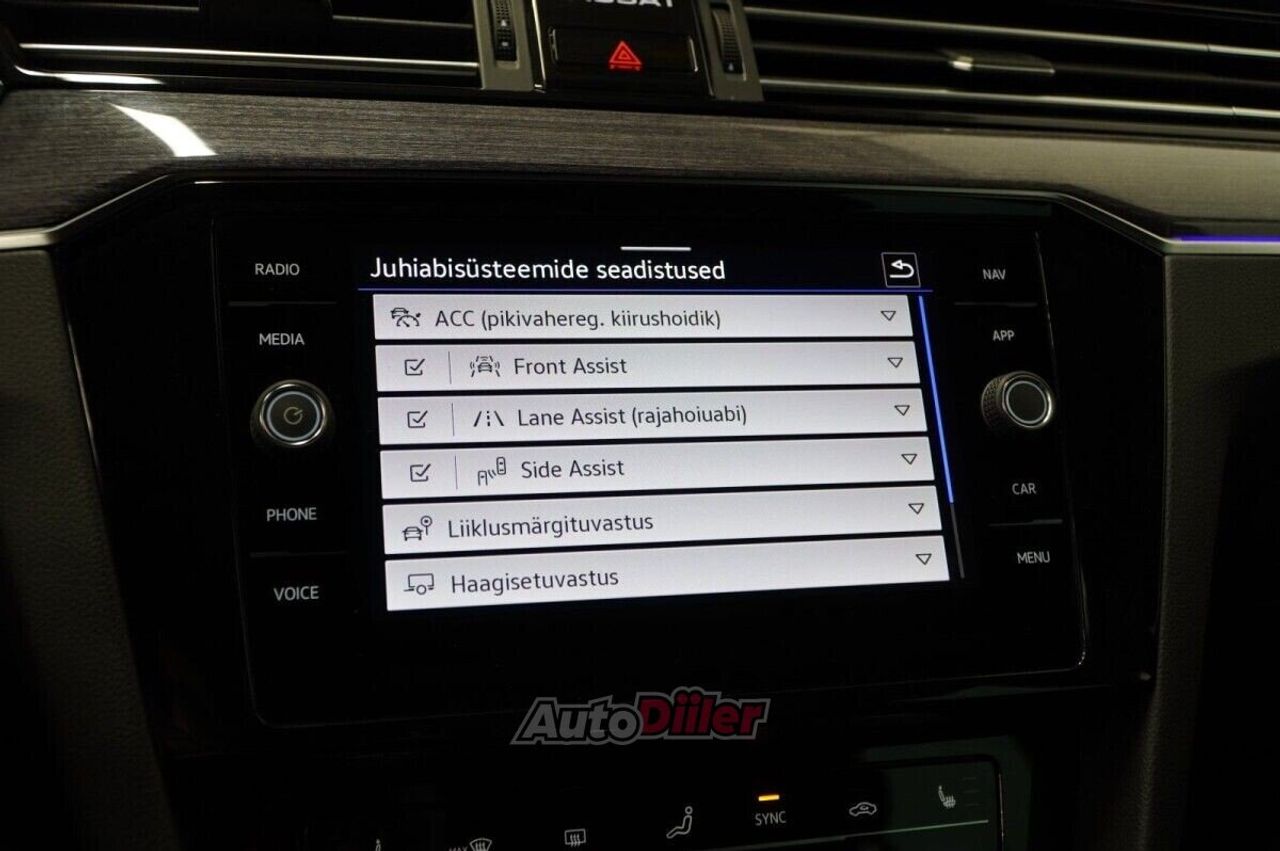 RADIO
MEDIA
PHONE
VOICE
Juhiabisüsteemide seadistused
ACC (pikivahereg. kiirushoidik)
Front Assist
Lane Assist (rajahoiuabi)
Side Assist
Liiklusmärgituvastus
Haagisetuvastus
NAV
APP
CAR
MENU
AutoDiiler
MAX
SYNC